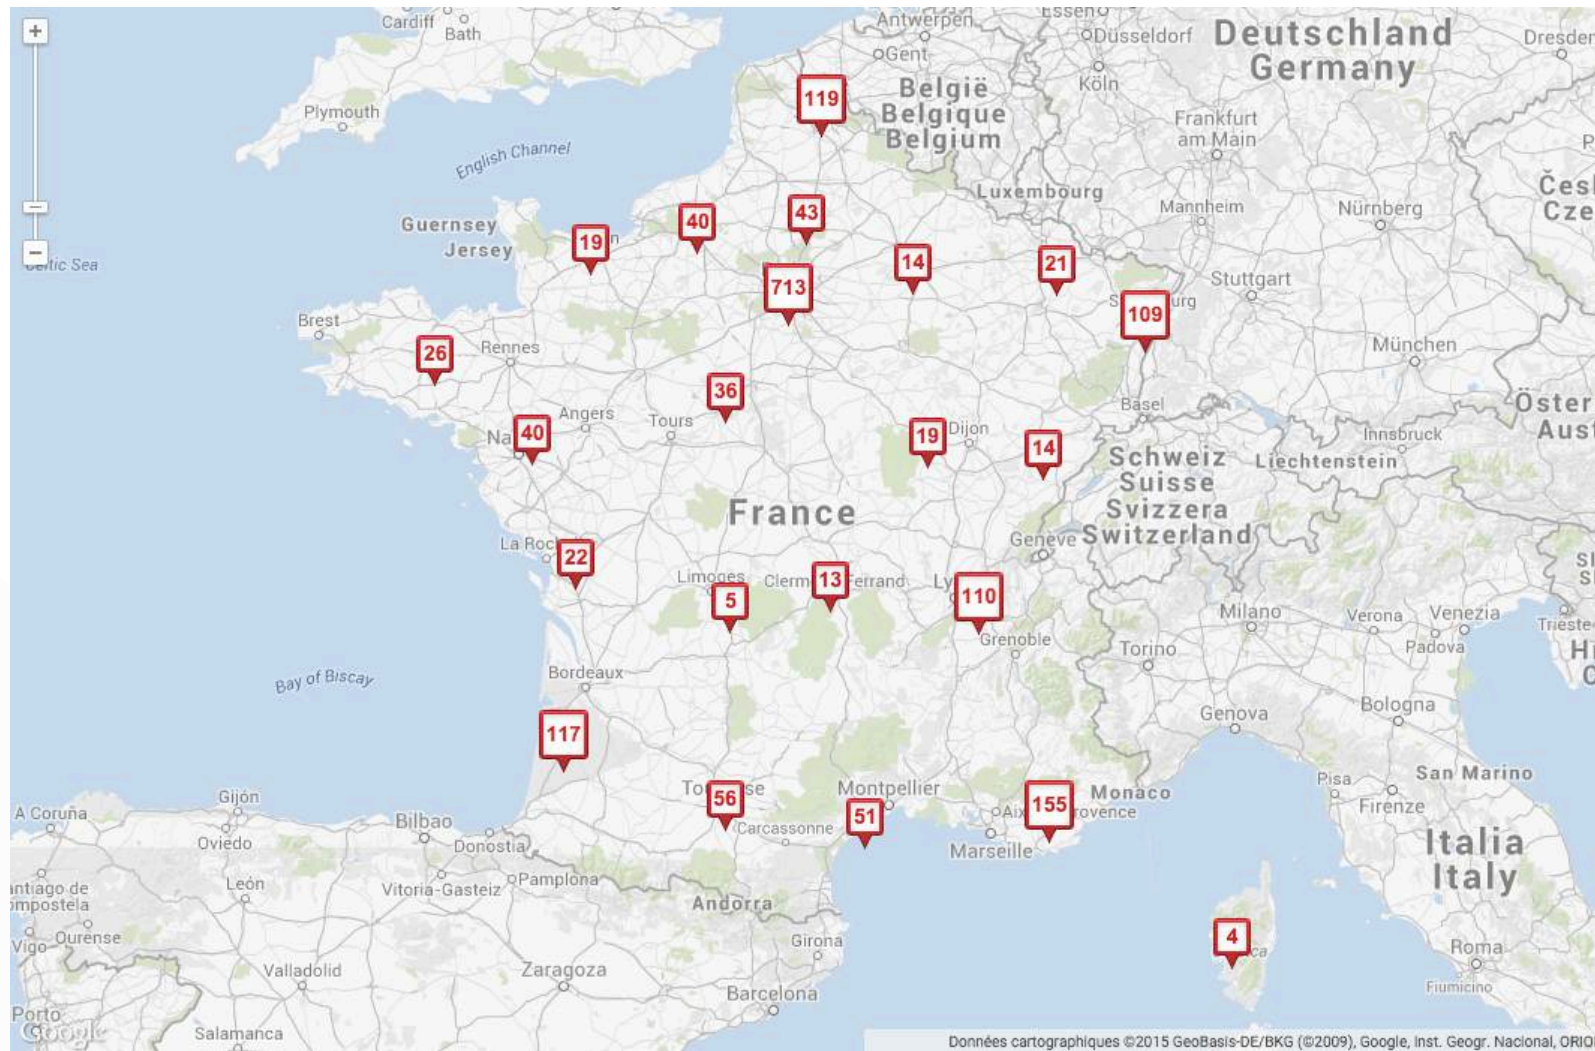 Cardiff
Bath
Antwerpen
Gent
Düsseldorf
Köln
Deutschland
Germany
Plymouth
119
België
Belgique
Belgium
Frankfurt
am Main
English Channel
Luxembourg
Mannheim
Nürnberg
Guernsey
Jersey
19
40
43
14
21
713
109
Stuttgart
Brest
26
Rennes
München
36
Angers
Tours
Basel
40
19
Dijon
14
Innsbruck
Schweiz
Suisse
Svizzera
Switzerland
Liechtenstein
France
Genève
22
Limoges
5
13
110
Grenoble
Milano
Verona
Venezia
Padova
Torino
Bordeaux
Bay of Biscay
117
Genova
Bologna
56
Montpellier
51
155
Monaco
Carcassonne
Marseille
Pisa
San Marino
Firenze
A Coruña
Gijón
Oviedo
Bilbao
Donostia
León
Vitoria-Gasteiz
Pamplona
Andorra
Italia
Italy
Vigo
Ourense
Girona
4
Roma
Fiumicino
Valladolid
Zaragoza
Barcelona
Porto
Google
Salamanca
Données cartographiques ©2015 GeoBasis-DE/BKG (©2009), Google, Inst. Geogr. Nacional,